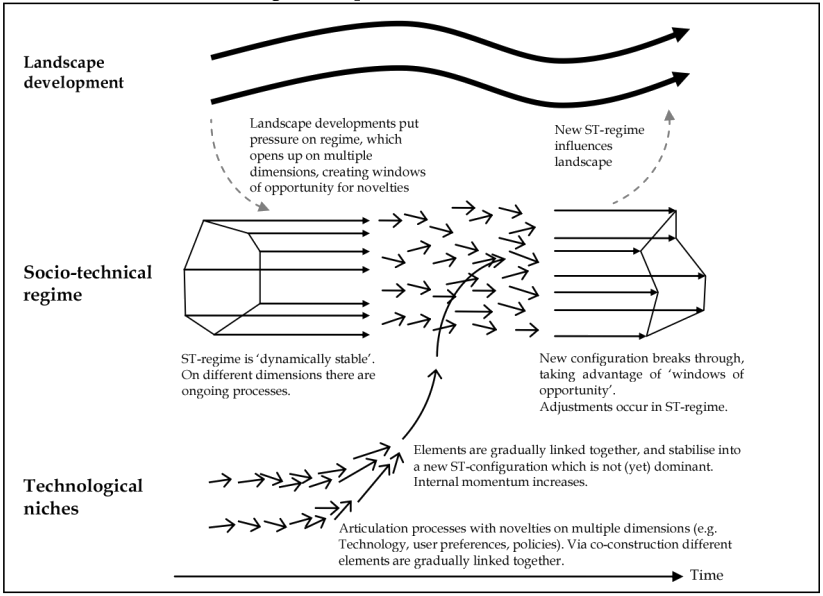 Landscape
development
Landscape developments put
pressure on regime, which
opens up on multiple
dimensions, creating windows
of opportunity for novelties
New ST-regime
influences
landscape
Socio-technical
regime
ST-regime is ‘dynamically stable’.
On different dimensions there are
ongoing processes.
New configuration breaks through,
taking advantage of ‘windows of
opportunity’.
Adjustments occur in ST-regime.
Technological
niches
Elements are gradually linked together, and stabilise into
a new ST-configuration which is not (yet) dominant.
Internal momentum increases.
Articulation processes with novelties on multiple dimensions (e.g.
Technology, user preferences, policies). Via co-construction different
elements are gradually linked together.
Time